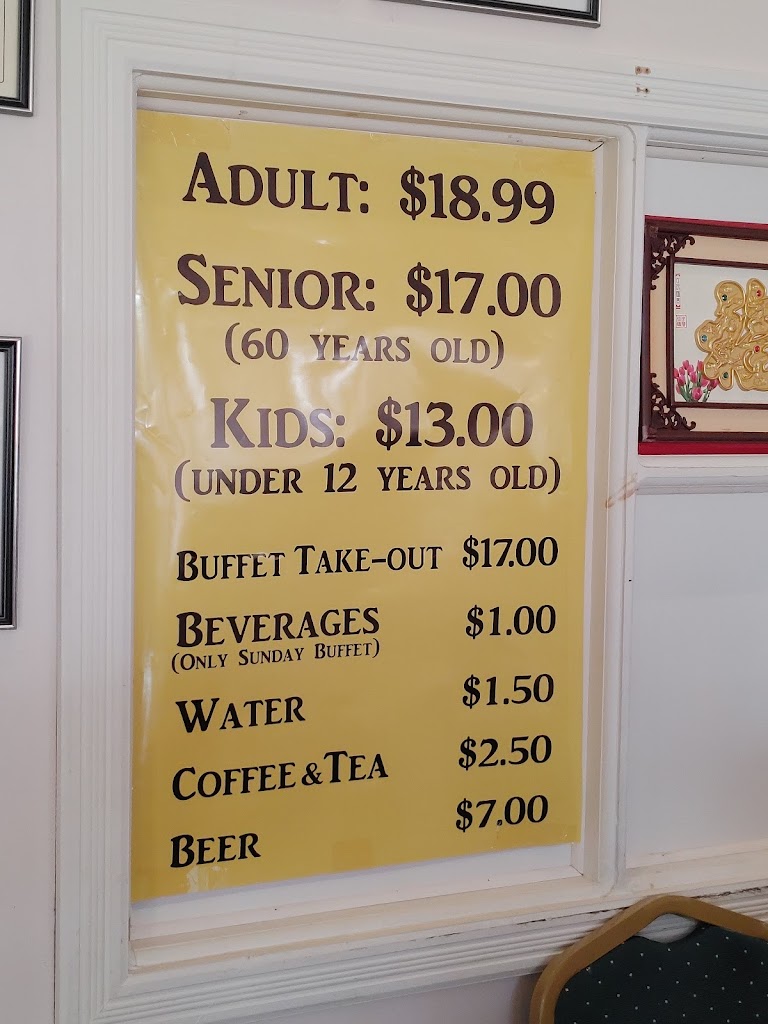 ADULT: $18.99
SENIOR: $17.00
(60 YEARS OLD)
KIDS: $13.00
(UNDER 12 YEARS OLD)
BUFFET TAKE-OUT $17.00
BEVERAGES $1.00
(ONLY SUNDAY BUFFET)
WATER $1.50
COFFEE & TEA $2.50
BEER $7.00